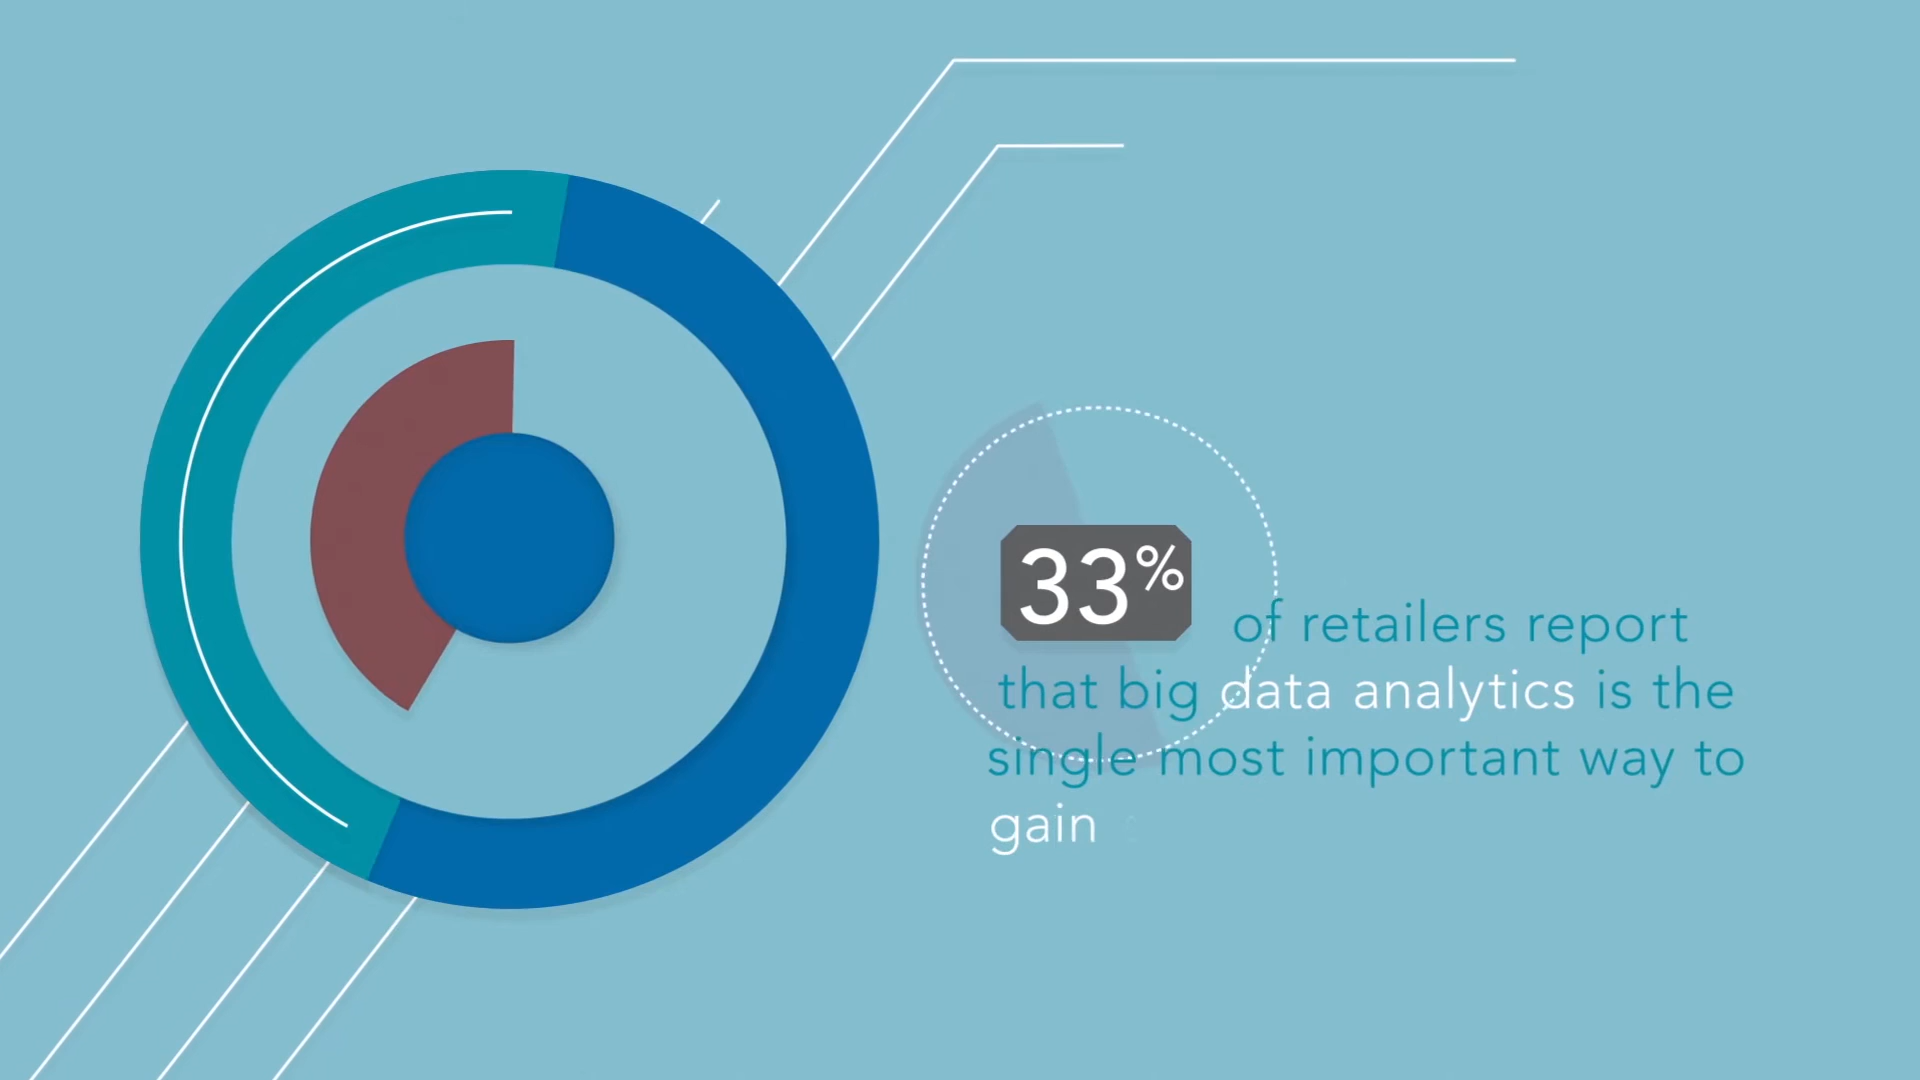 33% of retailers report
that big data analytics is the
single most important way to
gain